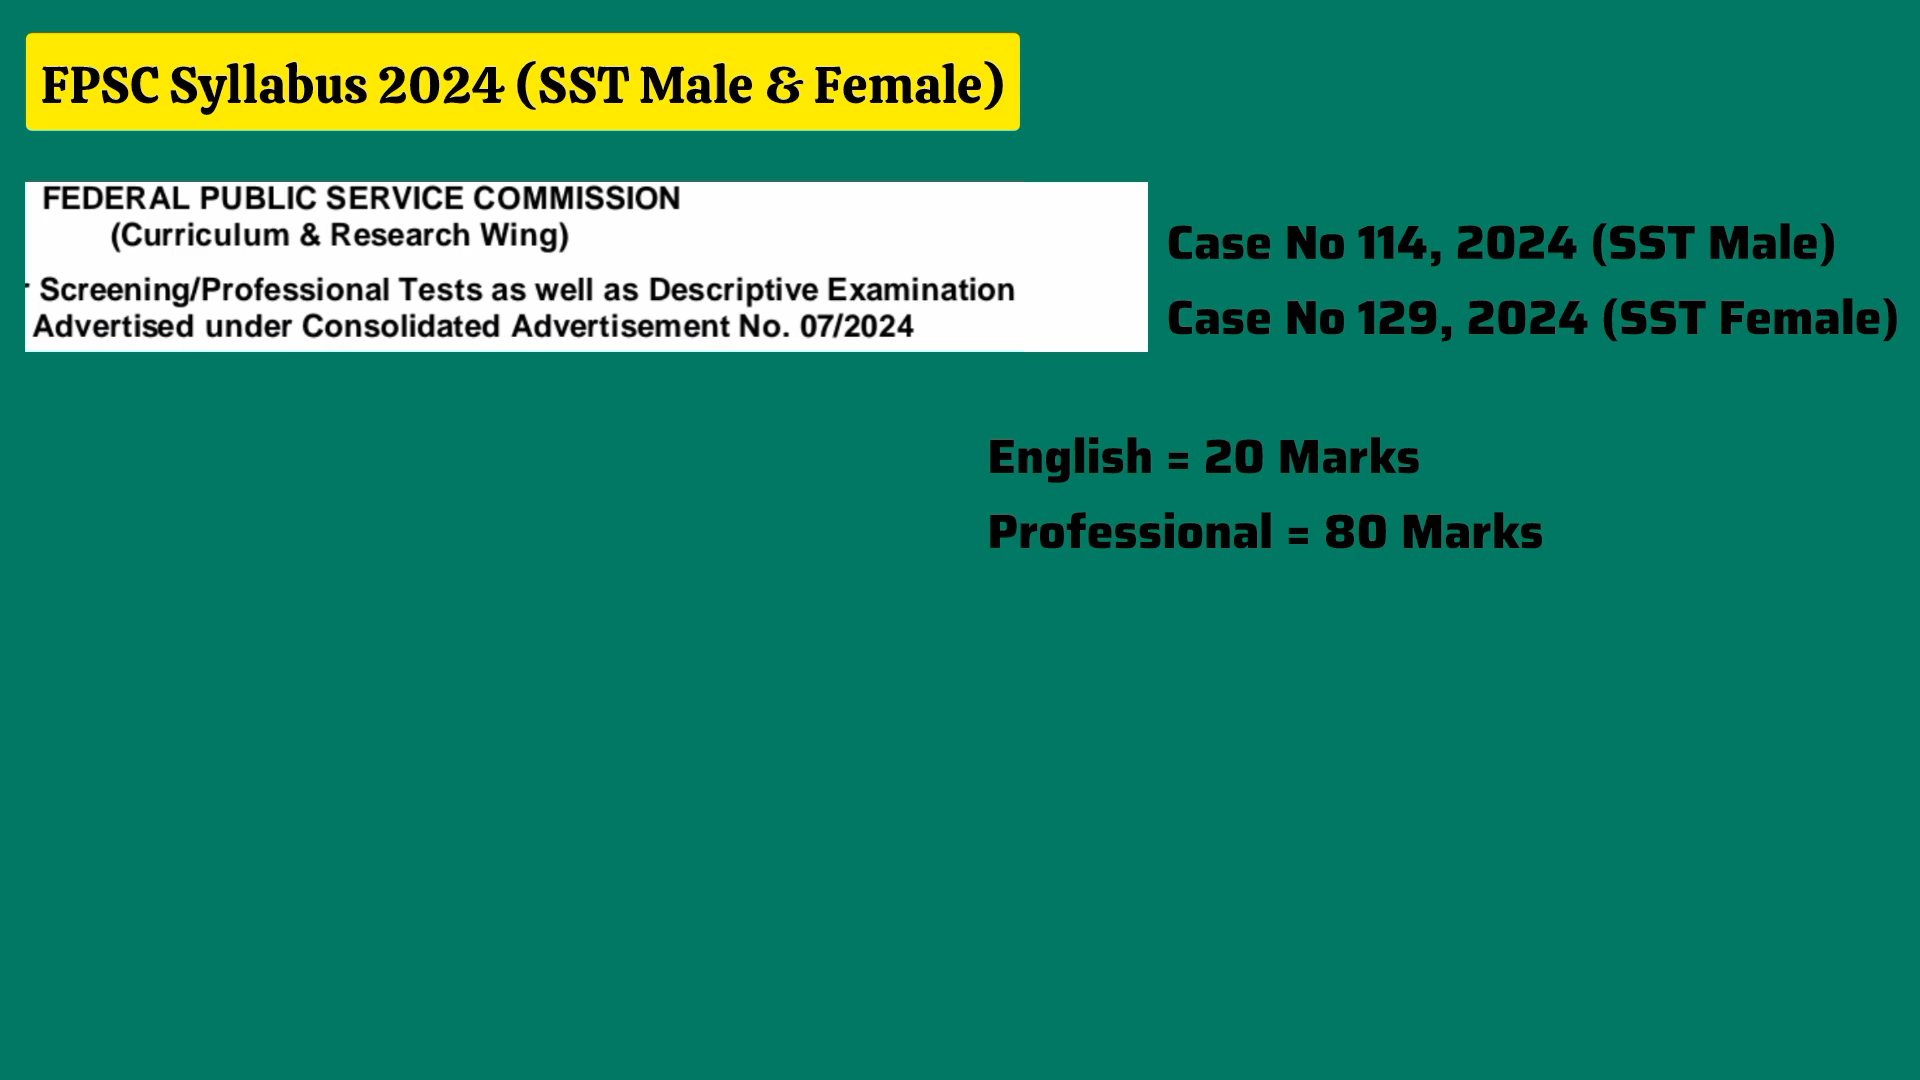 FPSC Syllabus 2024 (SST Male & Female)
FEDERAL PUBLIC SERVICE COMMISSION
(Curriculum & Research Wing)
Screening/Professional Tests as well as Descriptive Examination
Advertised under Consolidated Advertisement No. 07/2024
Case No 114, 2024 (SST Male)
Case No 129, 2024 (SST Female)
English = 20 Marks
Professional = 80 Marks